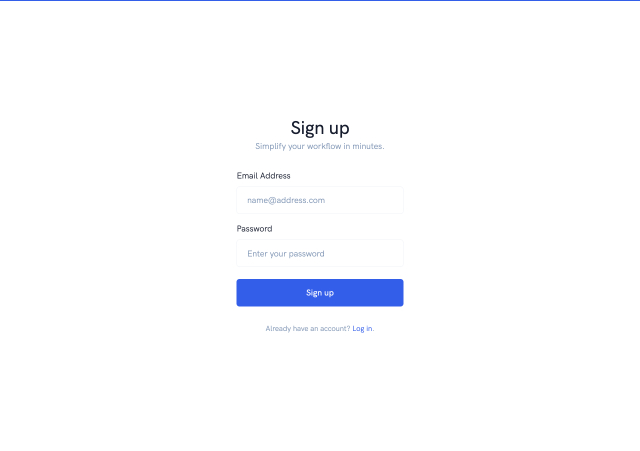 Sign up
Simplify your workflow in minutes.
Email Address
name@address.com
Password
Enter your password
Sign up
Already have an account? Log in.